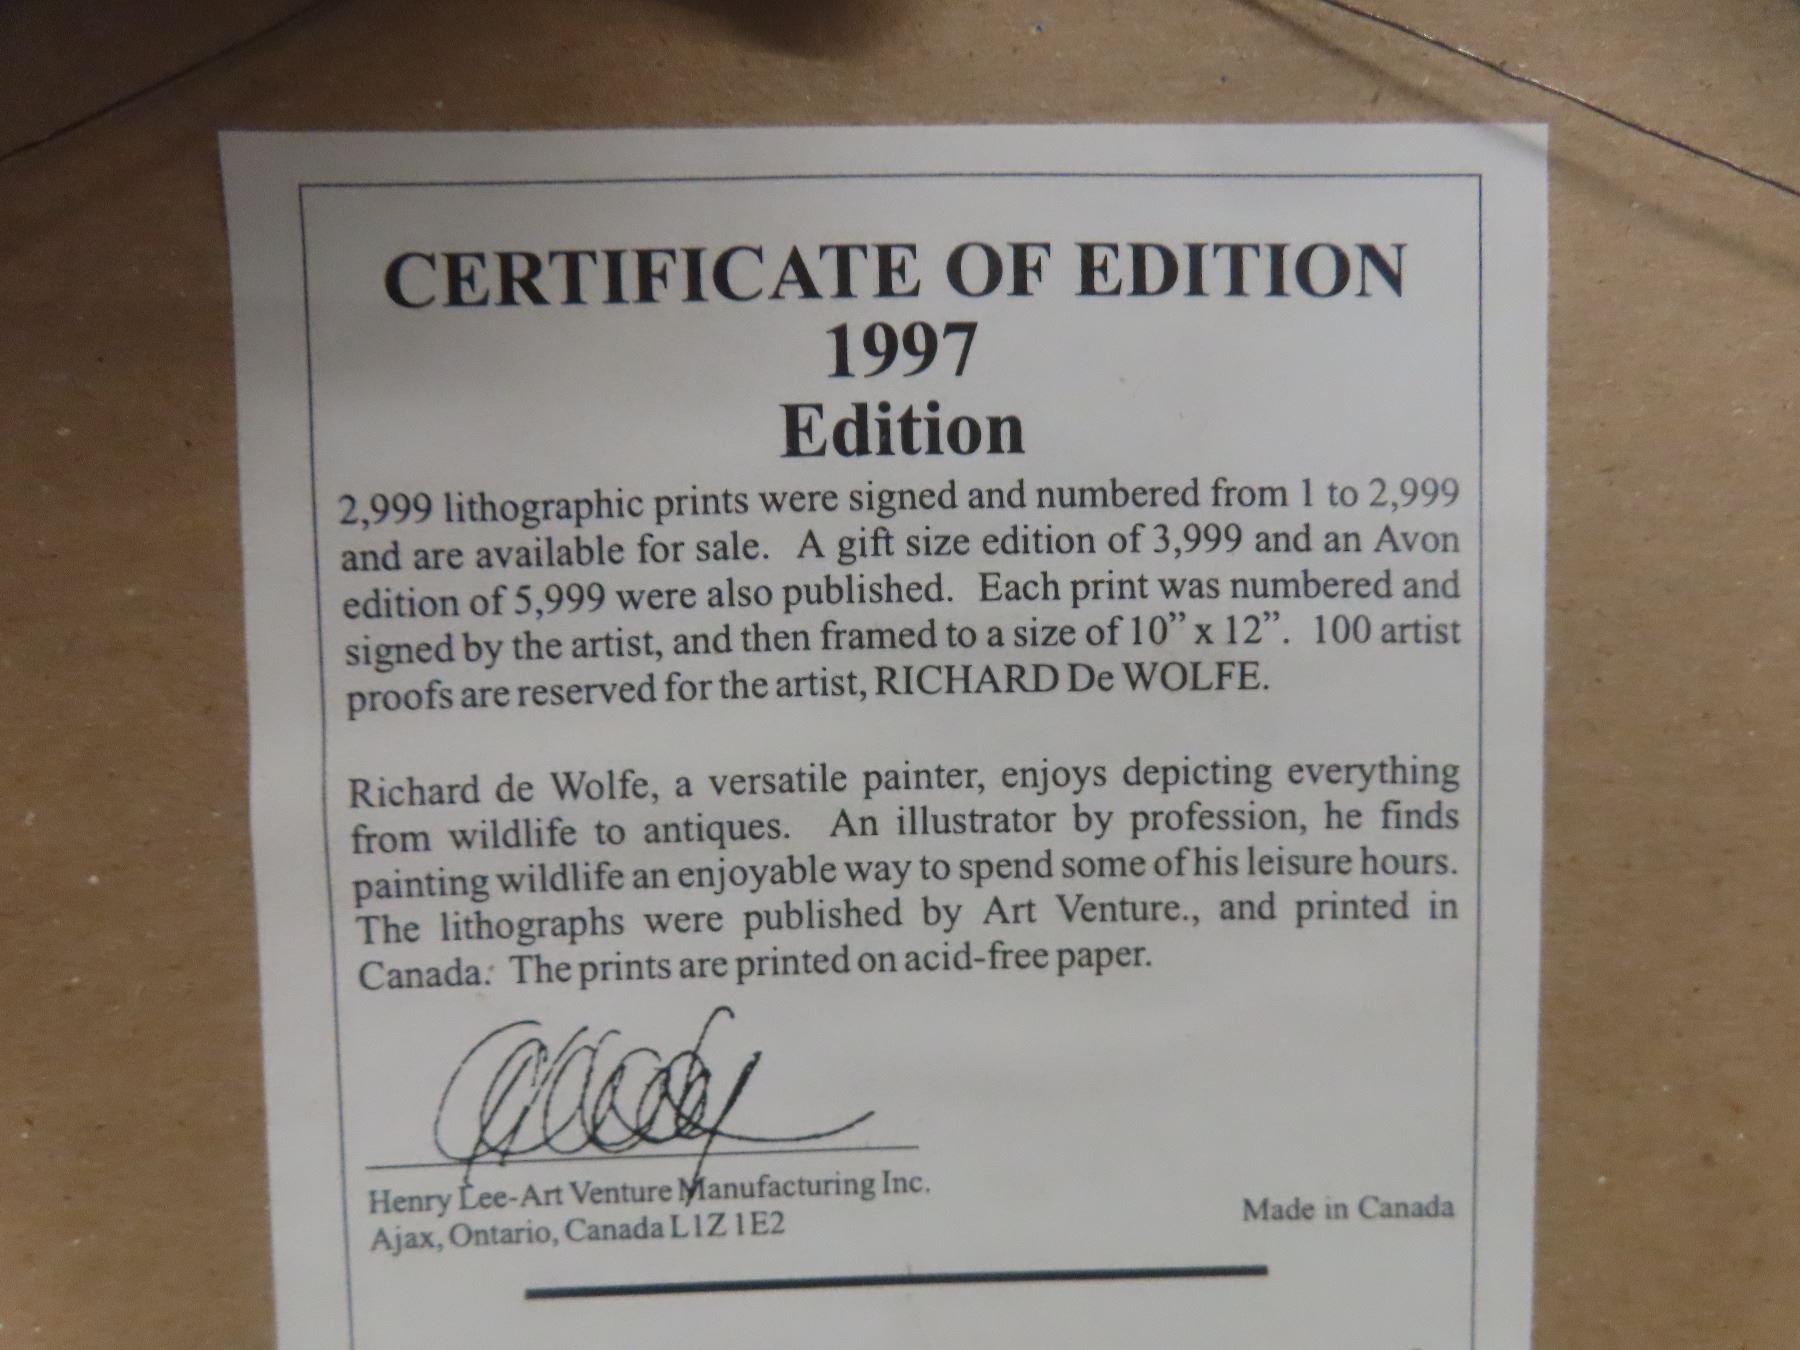 CERTIFICATE OF EDITION
1997
Edition
2,999 lithographic prints were signed and numbered from 1 to 2,999
and are available for sale. A gift size edition of 3,999 and an Avon
edition of 5,999 were also published. Each print was numbered and
signed by the artist, and then framed to a size of 10” x 12”. 100 artist
proofs are reserved for the artist, RICHARD De WOLFE.
Richard de Wolfe, a versatile painter, enjoys depicting everything
from wildlife to antiques. An illustrator by profession, he finds
painting wildlife an enjoyable way to spend some of his leisure hours.
The lithographs were published by Art Venture., and printed in
Canada. The prints are printed on acid-free paper.
Henry Lee-Art Venture Manufacturing Inc.
Ajax, Ontario, Canada L1Z 1E2
Made in Canada